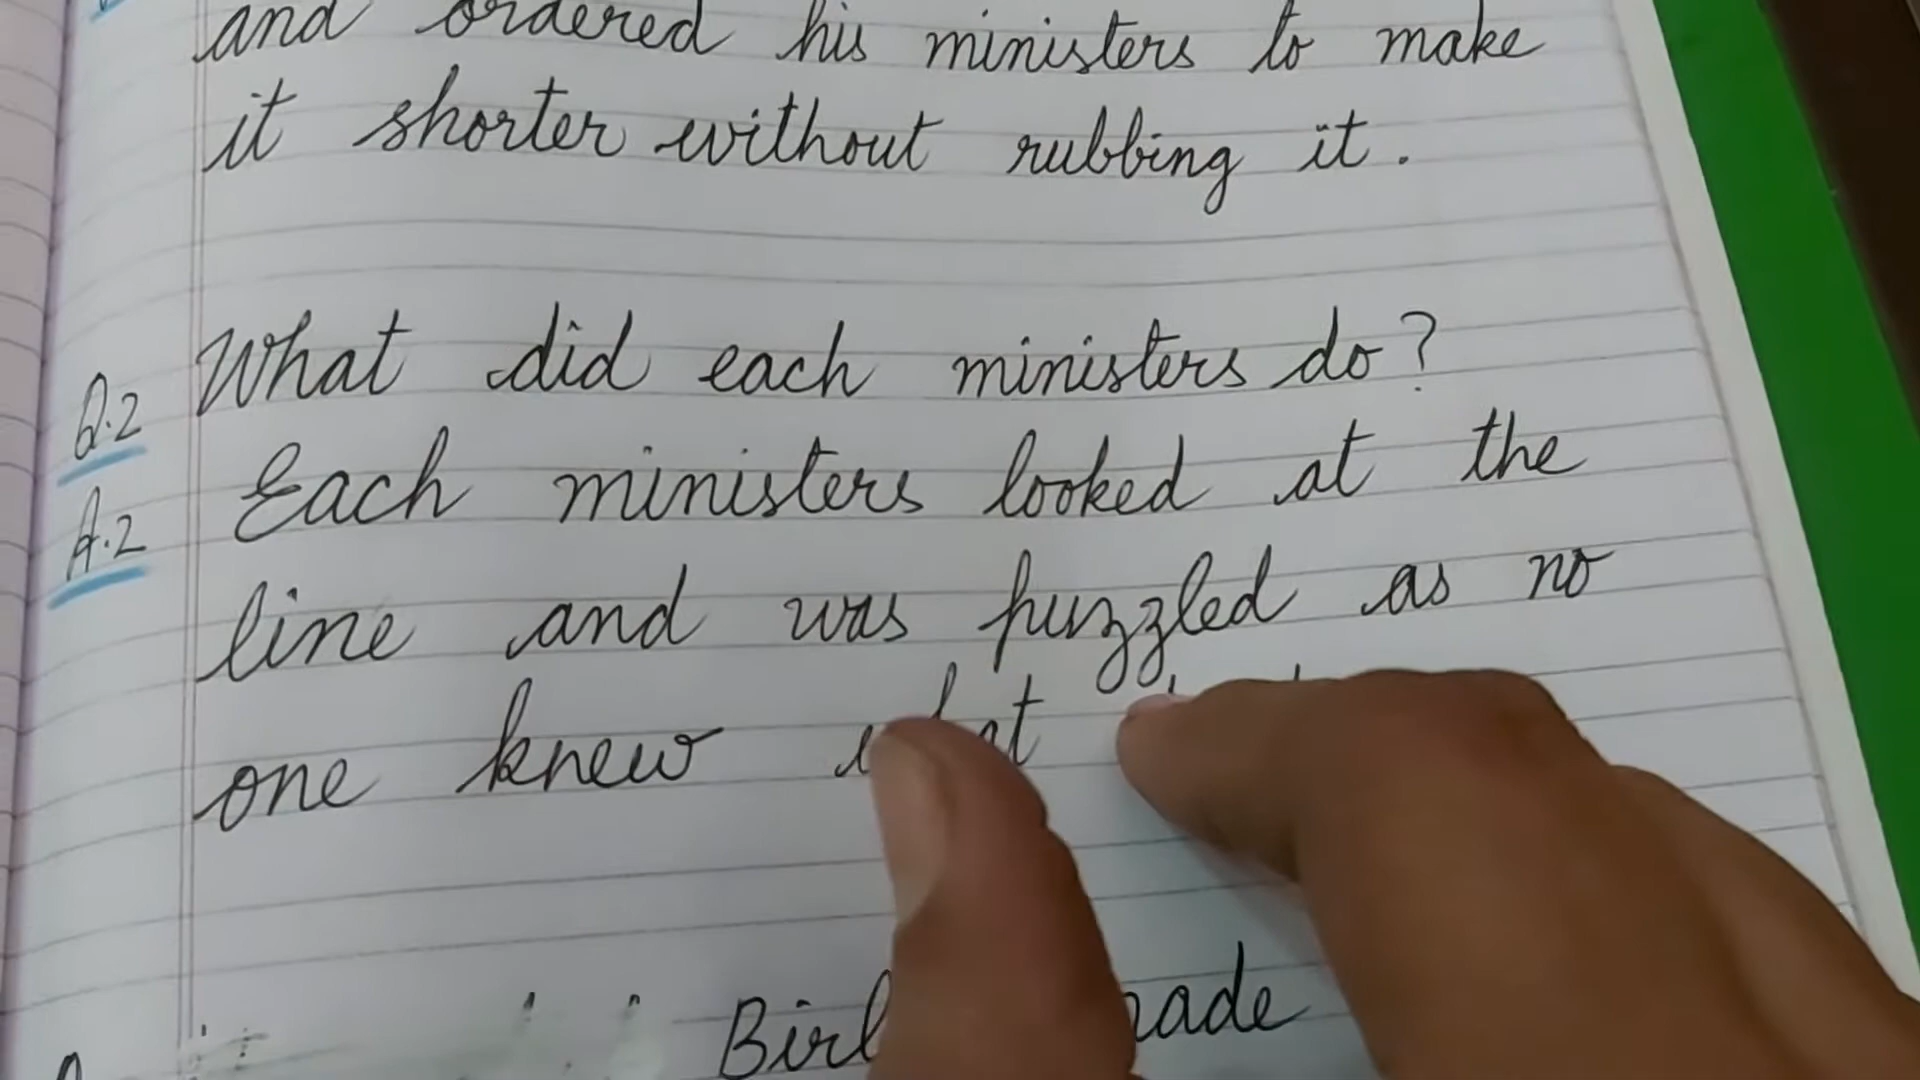 and ordered his ministers to make
it shorter without rubbing it.
Q.2 What did each ministers do?
A.2 Each ministers looked at the
line and was puzzled as no
one knew what